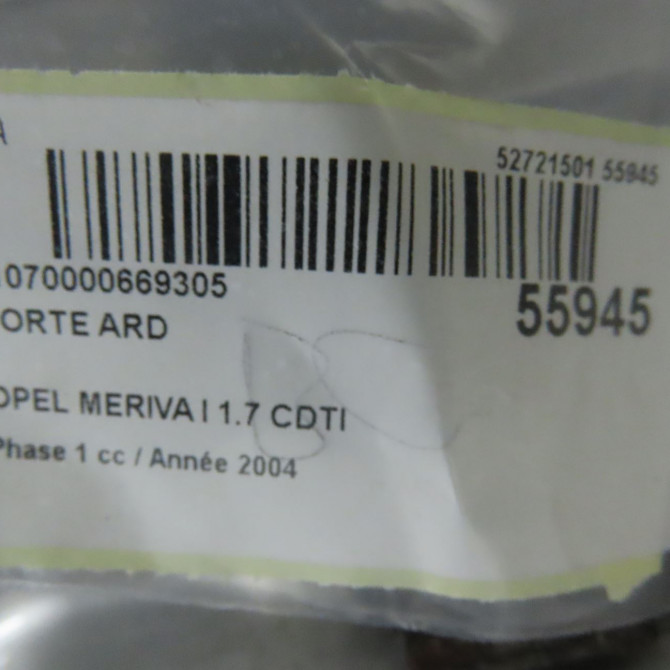 A
52721501 55945
070000669305
55945
ORTE ARD
OPEL MERIVA I 1.7 CDTI
Phase 1 cc / Année 2004